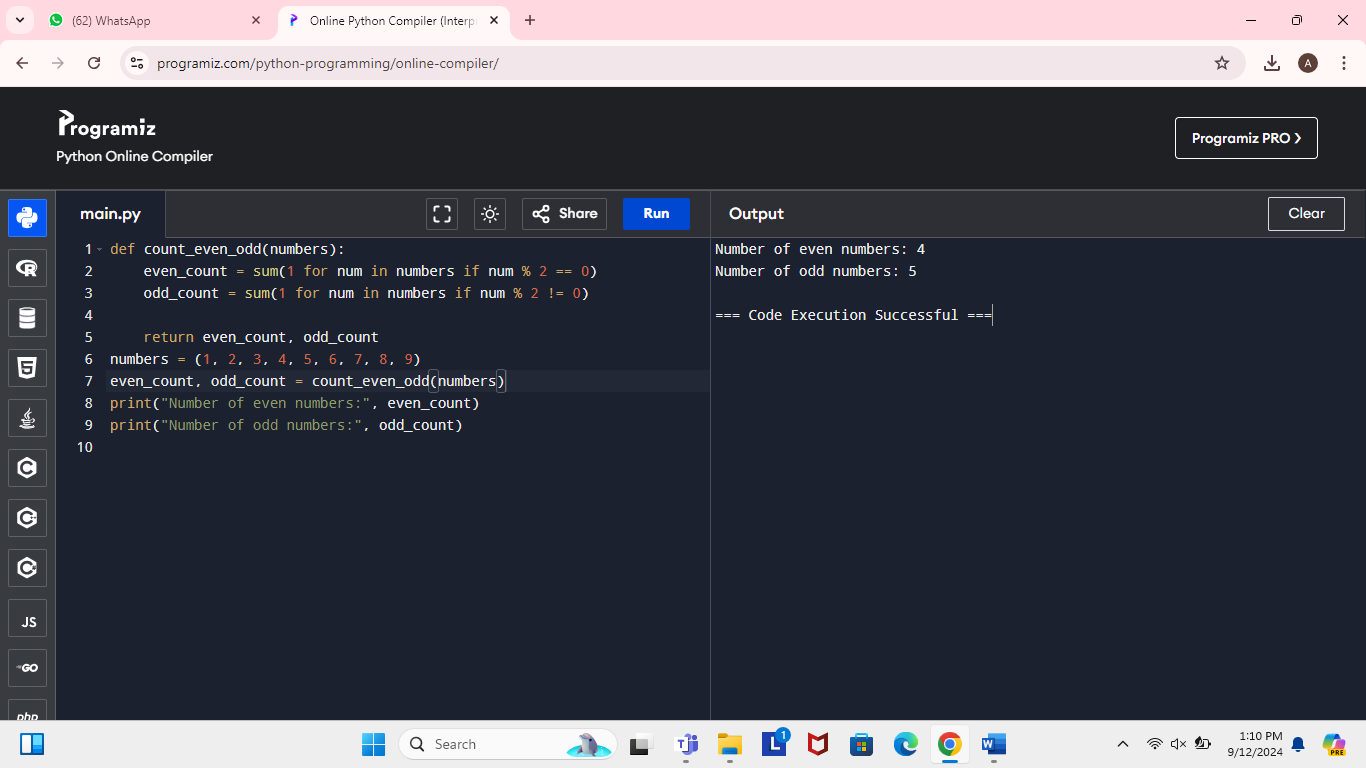 (62) WhatsApp
Online Python Compiler (Interp
programiz.com/python-programming/online-compiler/
A
Programiz
Python Online Compiler
Programiz PRO
main.py
Share
Run
Output
Clear
1 def count_even_odd(numbers):
2     even_count = sum(1 for num in numbers if num % 2 == 0)
3     odd_count = sum(1 for num in numbers if num % 2 != 0)
4
5     return even_count, odd_count
6 numbers = (1, 2, 3, 4, 5, 6, 7, 8, 9)
7 even_count, odd_count = count_even_odd(numbers)
8 print("Number of even numbers:", even_count)
9 print("Number of odd numbers:", odd_count)
10
Number of even numbers: 4
Number of odd numbers: 5
=== Code Execution Successful ===
JS
GO
php
Search
L
1
W
1:10 PM
9/12/2024
PRE